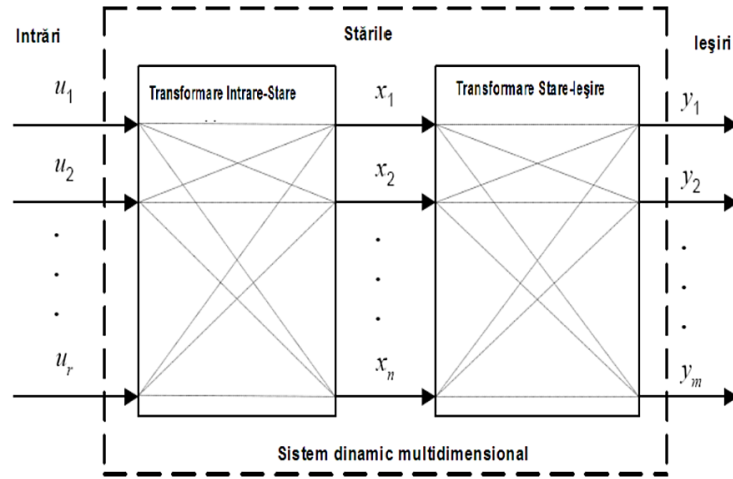 Intrări
Stările
Ieşiri
Transformare Intrare-Stare
Transformare Stare-Ieşire
u1
x1
y1
u2
x2
y2
. . .
. . .
. . .
ur
xn
ym
Sistem dinamic multidimensional